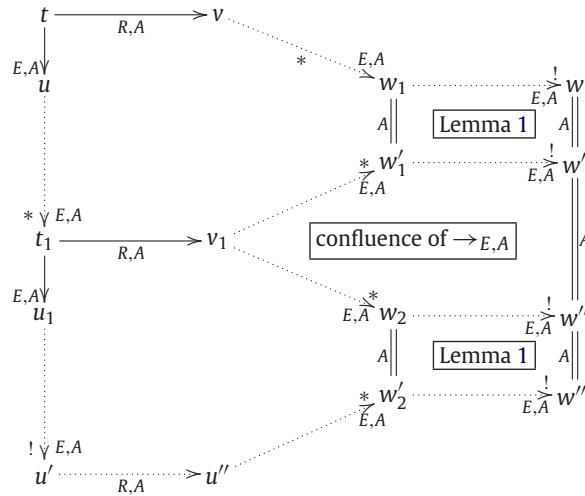 t R,A v
* E,A
E,A
u w₁ ! E,A w
A Lemma 1 A
w′₁ ! E,A w′
* E,A
* E,A
t₁ R,A v₁ confluence of →E,A A
E,A
u₁ E,A * w₂ ! E,A w″
A Lemma 1 A
* E,A w′₂ ! E,A w″
! E,A
u′ R,A u″